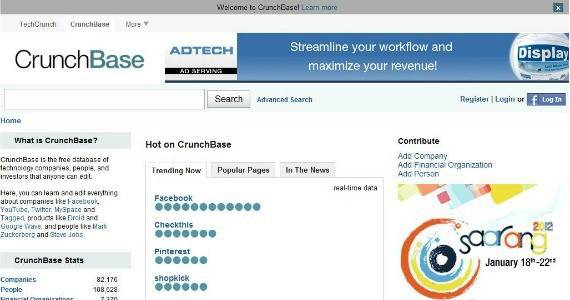 Welcome to CrunchBase! Learn more
TechCrunch CrunchBase More ▼
CrunchBase
ADTECH
AD SERVING
Streamline your workflow and
maximize your revenue!
Display
Search Advanced Search
Register | Login or f Log In
Home
What is CrunchBase?
CrunchBase is the free database of
technology companies, people, and
investors that anyone can edit.
Here, you can learn and edit everything
about companies like Facebook,
YouTube, Twitter, MySpace and
Tagged, products like Droid and
Google Wave, and people like Mark
Zuckerberg and Steve Jobs.
CrunchBase Stats
Companies 82,176
People 108,628
Financial Organizations 7,370
Hot on CrunchBase
Trending Now Popular Pages In The News
real-time data
Facebook
Checkthis
Pinterest
shopkick
Contribute
Add Company
Add Financial Organization
Add Person
saarang 2012
January 18th-22nd